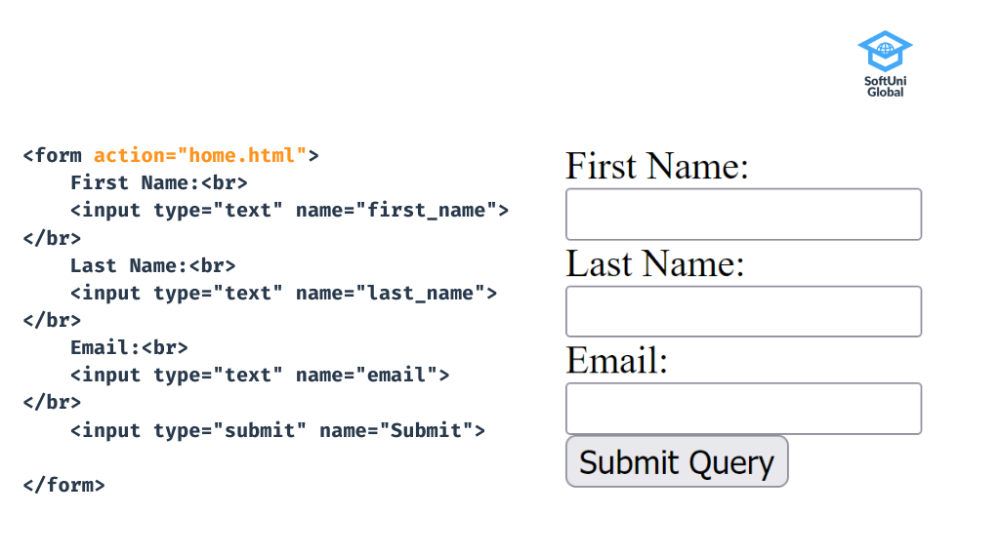 SoftUni
Global
<form action="home.html">
    First Name:<br>
    <input type="text" name="first_name">
</br>
    Last Name:<br>
    <input type="text" name="last_name">
</br>
    Email:<br>
    <input type="text" name="email">
</br>
    <input type="submit" name="Submit">
</form>
First Name:
Last Name:
Email:
Submit Query